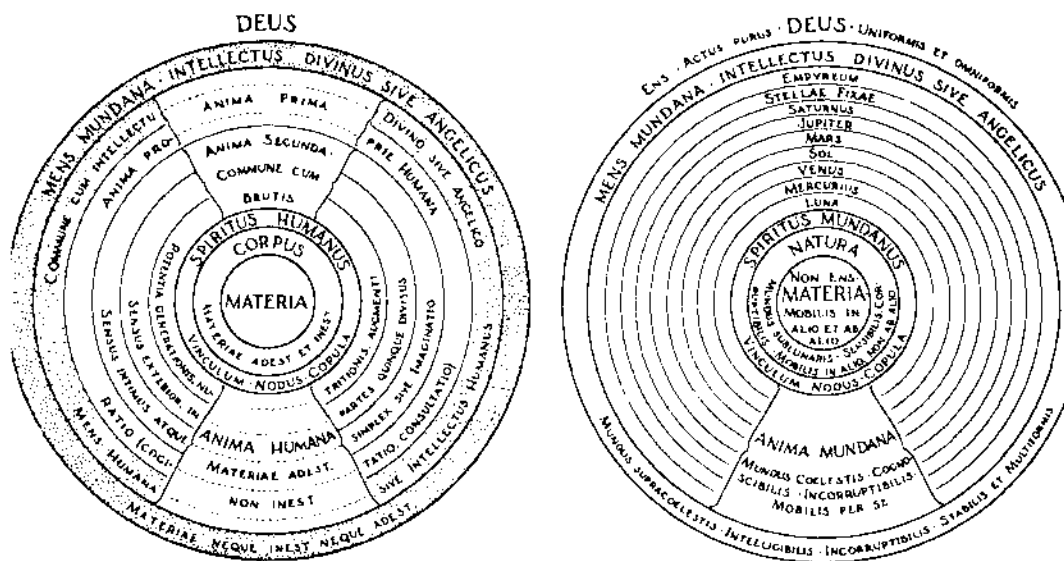 DEUS
MENS MUNDANA · INTELLECTUS DIVINUS SIVE ANGELICUS
COMMUNE CUM INTELLECTU
DIVINO SIVE ANGELICO
ANIMA PRO-
PRIE HUMANA
ANIMA PRIMA
ANIMA SECUNDA·
COMMUNE CUM
BRUTIS
SPIRITUS HUMANUS
CORPUS
MATERIA
MATERIAE ADEST ET INEST
VINCULUM NODUS COPULA
POTENTIA GENERATIONIS, NU-
TRITIONIS AUGMENTI
SENSUS EXTERIOR IN
PARTES QUINQUE DIVISUS
SENSUS INTIMUS ATQUE
SIMPLEX SIVE IMAGINATIO
RATIO (COGI-
TATIO, CONSULTATIO)
MENS HUMANA
SIVE INTELLECTUS HUMANUS
ANIMA HUMANA
MATERIAE ADEST·
NON INEST
MATERIAE NEQUE INEST NEQUE ADEST·
ENS · ACTUS PURUS · DEUS · UNIFORMIS ET OMNIFORMIS
MENS MUNDANA · INTELLECTUS DIVINUS SIVE ANGELICUS
EMPYREUM
STELLAE FIXAE
SATURNUS
JUPITER
MARS
SOL
VENUS
MERCURIUS
LUNA
SPIRITUS MUNDANUS
NATURA
NON ENS·
MATERIA
MOBILIS IN
ALIO ET AB
ALIO
MUNDUS SUBLUNARIS · SENSIBILIS COR-
RUPTIBILIS · MOBILIS IN ALIO, NON AB ALIO
VINCULUM NODUS COPULA
ANIMA MUNDANA
MUNDUS COELESTIS · COGNO-
SCIBILIS · INCORRUPTIBILIS·
MOBILIS PER SE
MUNDUS SUPRACOELESTIS · INTELLIGIBILIS · INCORRUPTIBILIS · STABILIS ET MULTIFORMIS